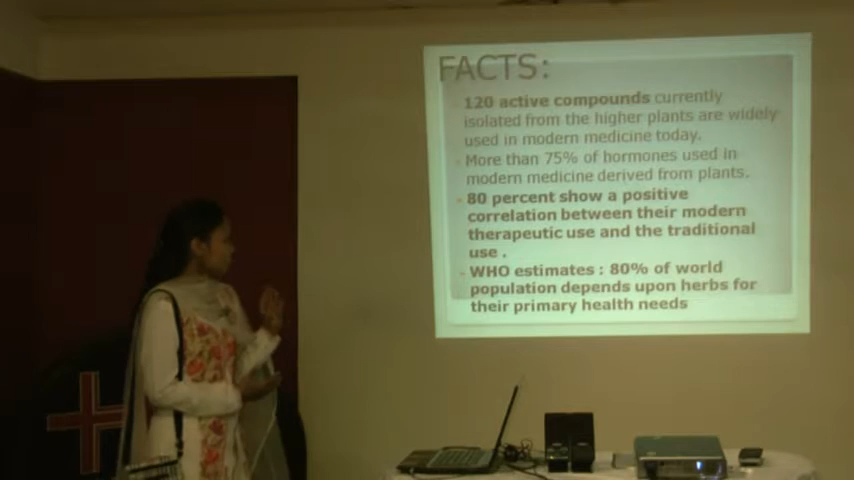 FACTS:
120 active compounds currently
isolated from the higher plants are widely
used in modern medicine today.
More than 75% of hormones used in
modern medicine derived from plants.
80 percent show a positive
correlation between their modern
therapeutic use and the traditional
use .
WHO estimates : 80% of world
population depends upon herbs for
their primary health needs